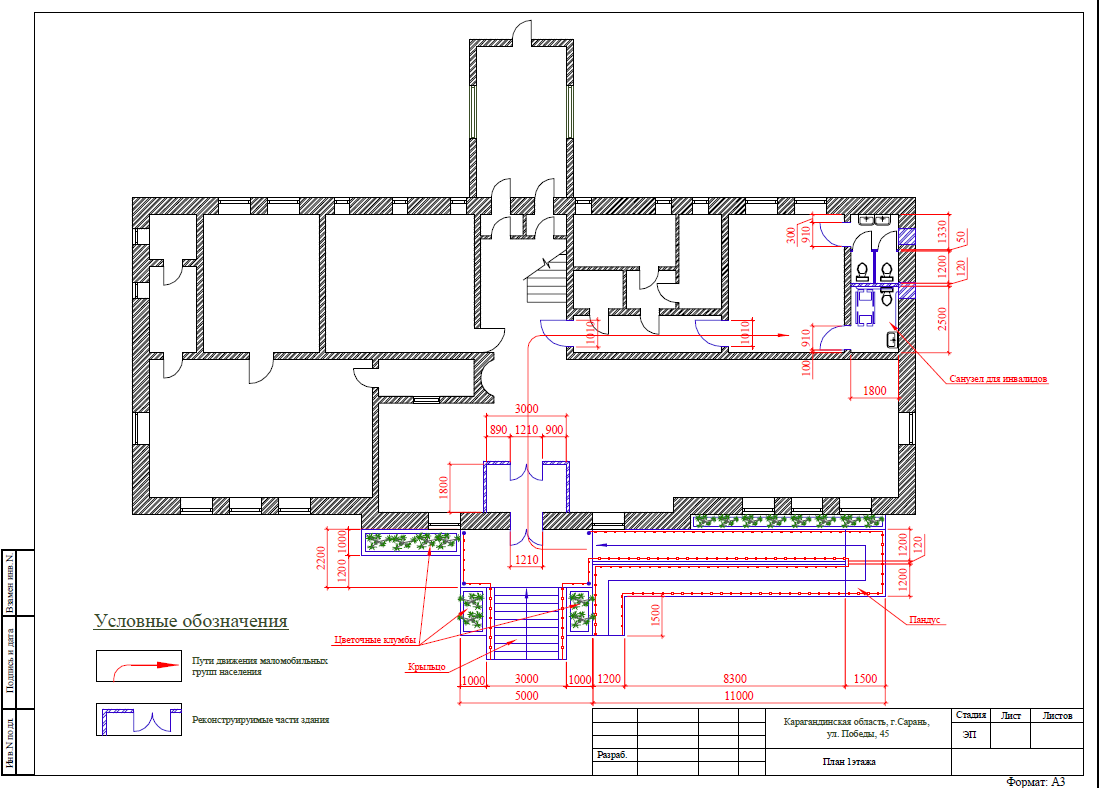 300
910
1330
50
1200
120
2500
1010
1010
910
100
Санузел для инвалидов
1800
3000
890 1210 900
1800
1210
2200
1000
1200
1200
120
1200
1500
Пандус
Цветочные клумбы
Крыльцо
1000 3000 1000 1200 8300 1500
5000 11000
Условные обозначения
Пути движения маломобильных
групп населения
Реконструируимые части здания
Взамен инв.N.
Подпись и дата
Инв.N подл
Карагандинская область, г.Сарань,
ул. Победы, 45
Стадия Лист Листов
ЭП
Разраб.
План 1этажа
Формат: А3